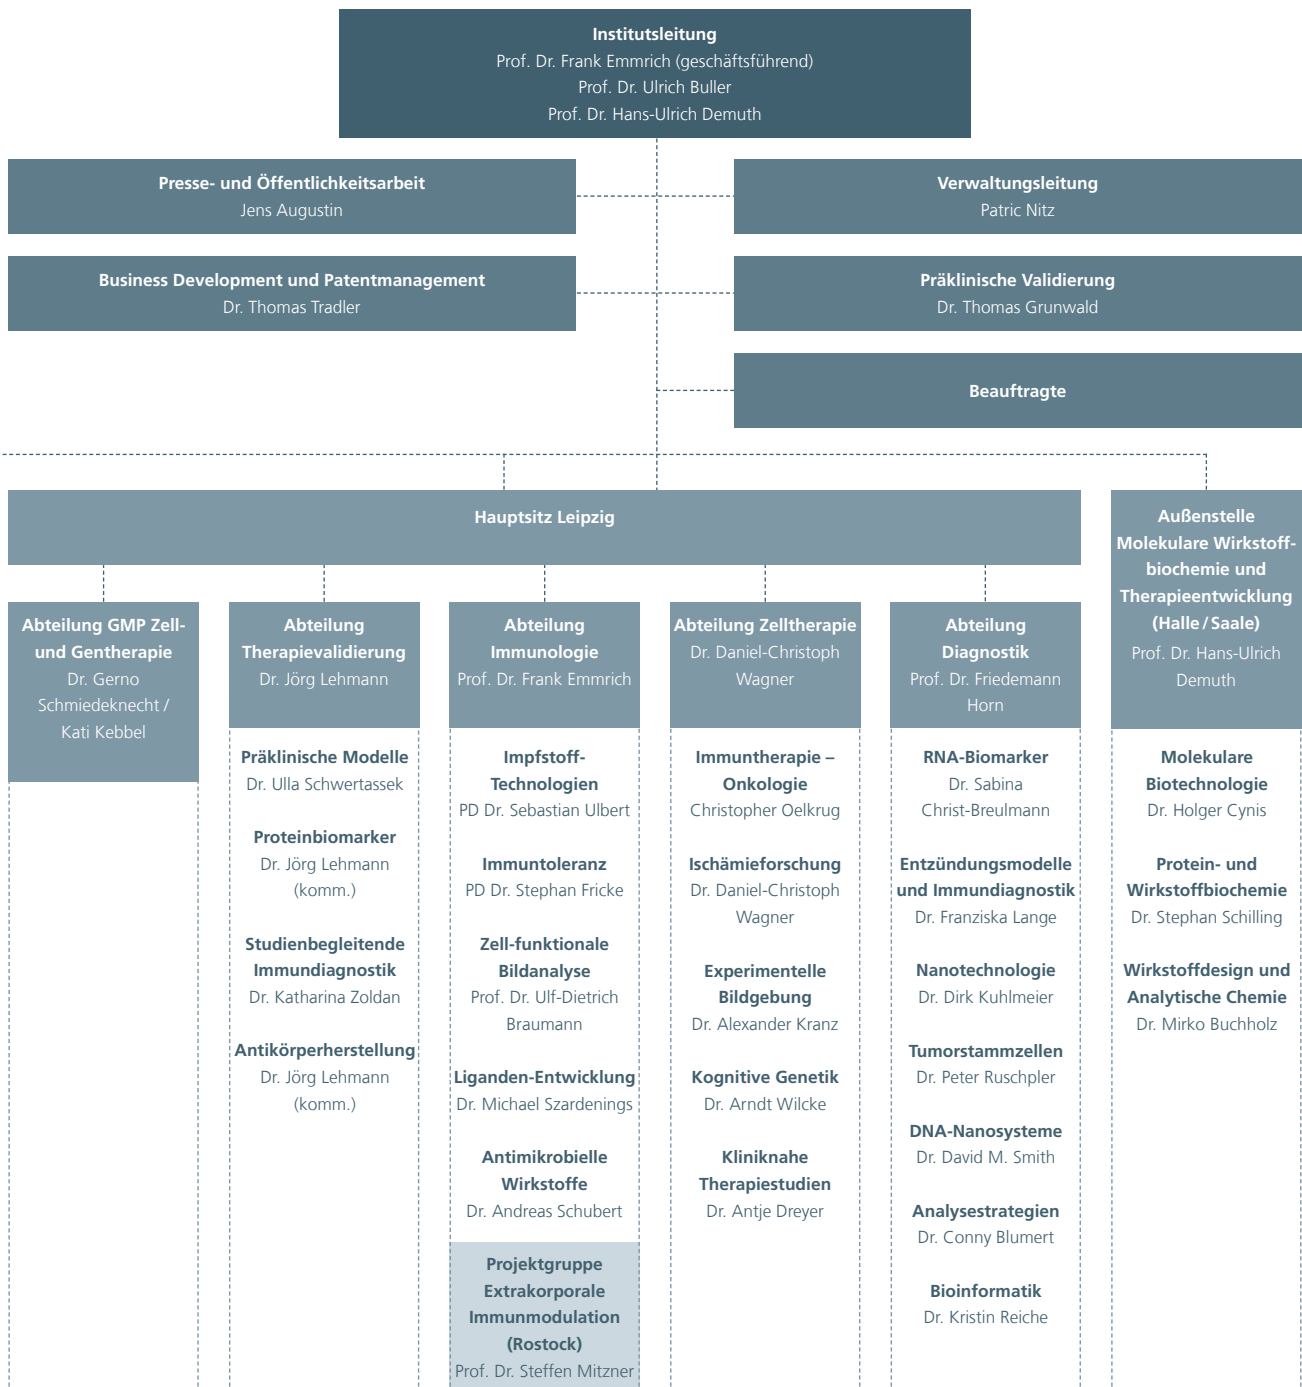 Institutsleitung
Prof. Dr. Frank Emmrich (geschäftsführend)
Prof. Dr. Ulrich Buller
Prof. Dr. Hans-Ulrich Demuth
Presse- und Öffentlichkeitsarbeit
Jens Augustin
Verwaltungsleitung
Patric Nitz
Business Development und Patentmanagement
Dr. Thomas Tradler
Präklinische Validierung
Dr. Thomas Grunwald
Beauftragte
Hauptsitz Leipzig
Abteilung GMP Zell-
und Gentherapie
Dr. Gerno
Schmiedeknecht /
Kati Kebbel
Abteilung
Therapievalidierung
Dr. Jörg Lehmann
Präklinische Modelle
Dr. Ulla Schwertassek
Proteinbiomarker
Dr. Jörg Lehmann
(komm.)
Studienbegleitende
Immundiagnostik
Dr. Katharina Zoldan
Antikörperherstellung
Dr. Jörg Lehmann
(komm.)
Abteilung
Immunologie
Prof. Dr. Frank Emmrich
Impfstoff-
Technologien
PD Dr. Sebastian Ulbert
Immuntoleranz
PD Dr. Stephan Fricke
Zell-funktionale
Bildanalyse
Prof. Dr. Ulf-Dietrich
Braumann
Liganden-Entwicklung
Dr. Michael Szardenings
Antimikrobielle
Wirkstoffe
Dr. Andreas Schubert
Projektgruppe
Extrakorporale
Immunmodulation
(Rostock)
Prof. Dr. Steffen Mitzner
Abteilung Zelltherapie
Dr. Daniel-Christoph
Wagner
Immuntherapie –
Onkologie
Christopher Oelkrug
Ischämieforschung
Dr. Daniel-Christoph
Wagner
Experimentelle
Bildgebung
Dr. Alexander Kranz
Kognitive Genetik
Dr. Arndt Wilcke
Kliniknahe
Therapiestudien
Dr. Antje Dreyer
Abteilung
Diagnostik
Prof. Dr. Friedemann
Horn
RNA-Biomarker
Dr. Sabina
Christ-Breulmann
Entzündungsmodelle
und Immundiagnostik
Dr. Franziska Lange
Nanotechnologie
Dr. Dirk Kuhlmeier
Tumorstammzellen
Dr. Peter Ruschpler
DNA-Nanosysteme
Dr. David M. Smith
Analysestrategien
Dr. Conny Blumert
Bioinformatik
Dr. Kristin Reiche
Außenstelle
Molekulare Wirkstoff-
biochemie und
Therapieentwicklung
(Halle / Saale)
Prof. Dr. Hans-Ulrich
Demuth
Molekulare
Biotechnologie
Dr. Holger Cynis
Protein- und
Wirkstoffbiochemie
Dr. Stephan Schilling
Wirkstoffdesign und
Analytische Chemie
Dr. Mirko Buchholz